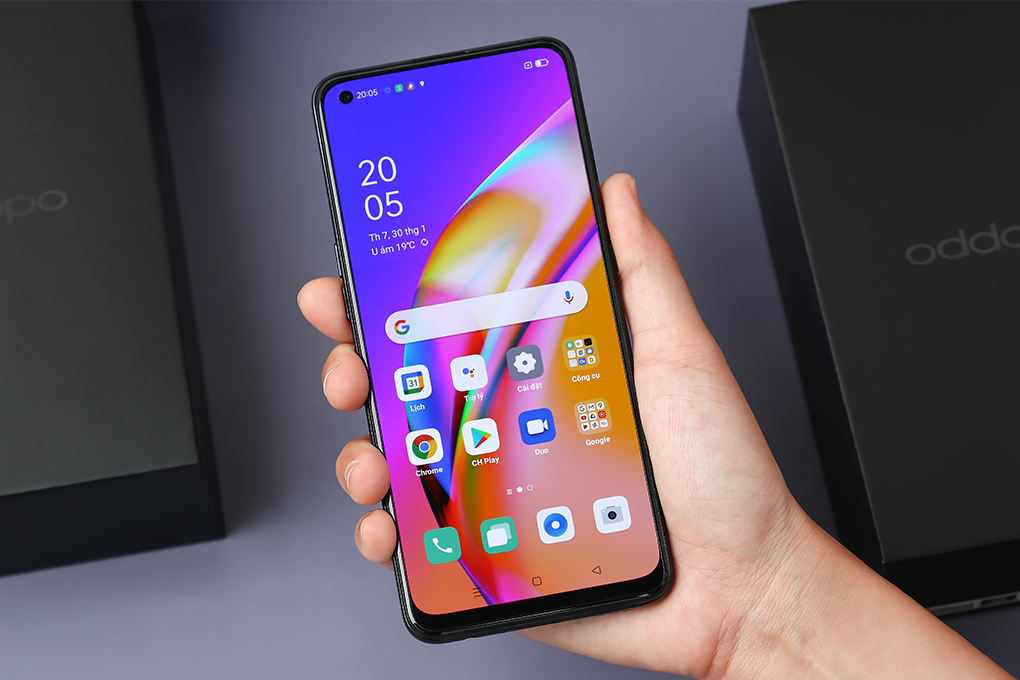 20:05
20
05
Th 7, 30 thg 1
U ám 19°C
G
31
Lịch
Trợ lý
Cài đặt
Công cụ
Chrome
CH Play
Duo
Google
ppo
oppo